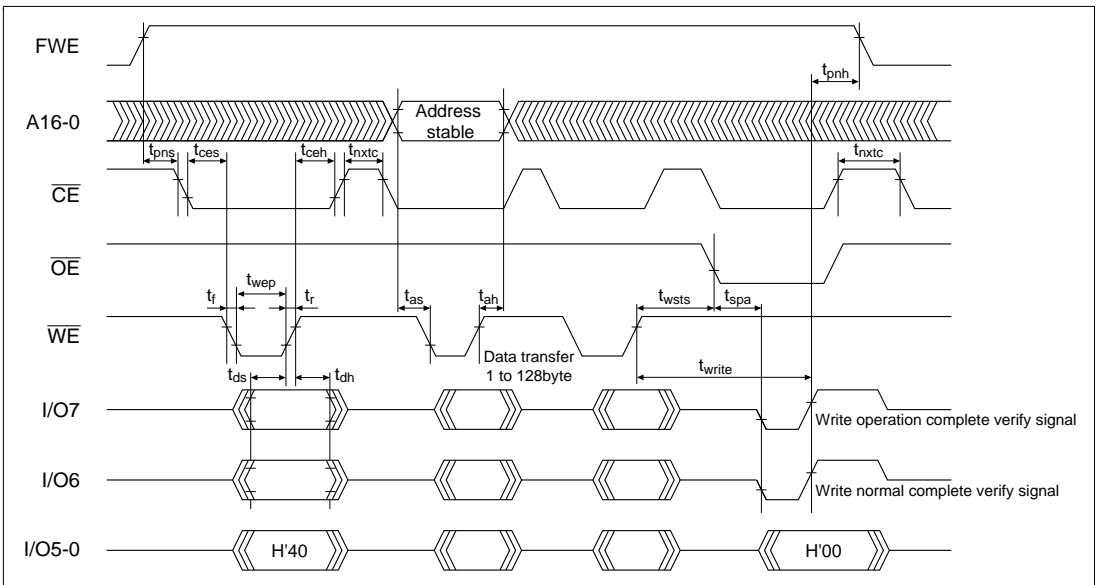 FWE
tpnh
A16-0
Address
stable
tpns
tces
tceh
tnxtc
tnxtc
CE
OE
twep
tf
tr
tas
tah
twsts
tspa
WE
Data transfer
1 to 128byte
twrite
tds
tdh
I/O7
Write operation complete verify signal
I/O6
Write normal complete verify signal
I/O5-0
H'40
H'00